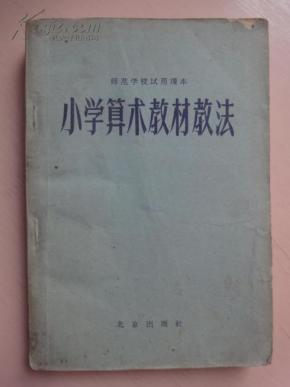 师范学校试用课本
小学算术教材教法
北京出版社